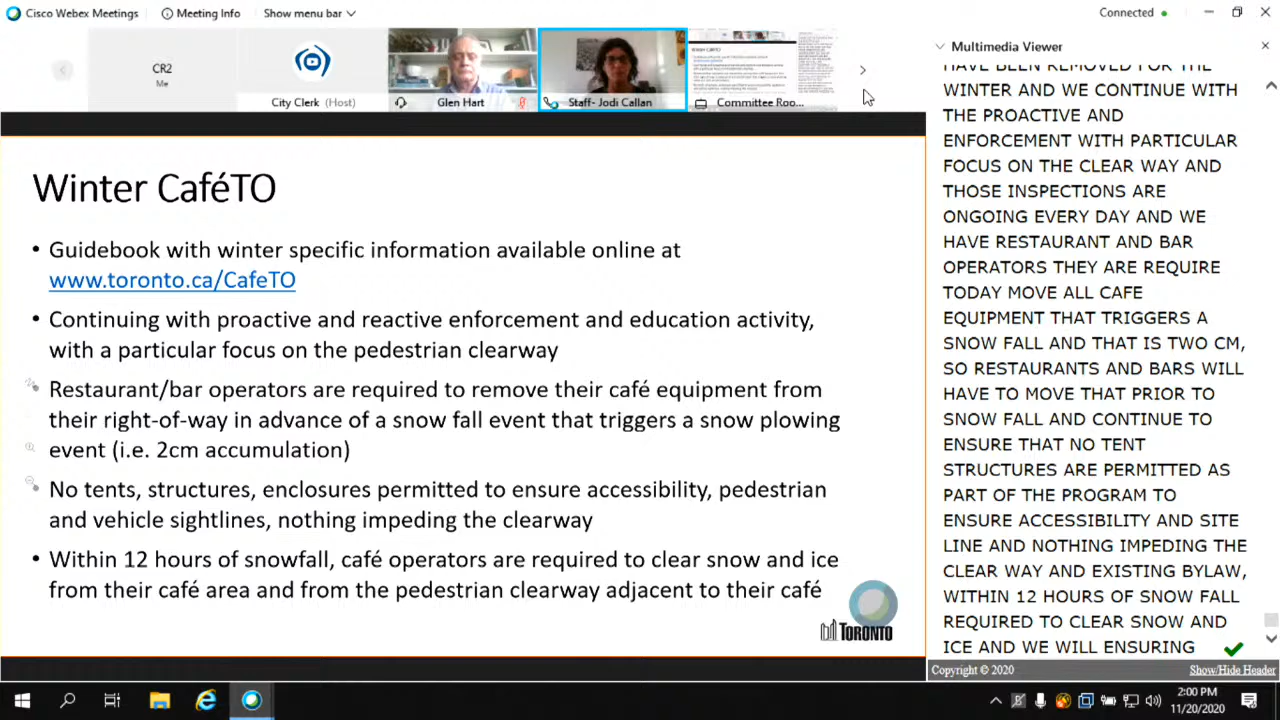 Cisco Webex Meetings
Meeting Info
Show menu bar
Connected
CR2
Me
City Clerk (Host)
Glen Hart
Staff- Jodi Callan
Committee Roo...
Winter CaféTO
• Guidebook with winter specific information available online at
www.toronto.ca/CafeTO
• Continuing with proactive and reactive enforcement and education activity,
with a particular focus on the pedestrian clearway
• Restaurant/bar operators are required to remove their café equipment from
their right-of-way in advance of a snow fall event that triggers a snow plowing
event (i.e. 2cm accumulation)
• No tents, structures, enclosures permitted to ensure accessibility, pedestrian
and vehicle sightlines, nothing impeding the clearway
• Within 12 hours of snowfall, café operators are required to clear snow and ice
from their café area and from the pedestrian clearway adjacent to their café
TORONTO
Multimedia Viewer
HAVE BEEN REMOVED FOR THE
WINTER AND WE CONTINUE WITH
THE PROACTIVE AND
ENFORCEMENT WITH PARTICULAR
FOCUS ON THE CLEAR WAY AND
THOSE INSPECTIONS ARE
ONGOING EVERY DAY AND WE
HAVE RESTAURANT AND BAR
OPERATORS THEY ARE REQUIRE
TODAY MOVE ALL CAFE
EQUIPMENT THAT TRIGGERS A
SNOW FALL AND THAT IS TWO CM,
SO RESTAURANTS AND BARS WILL
HAVE TO MOVE THAT PRIOR TO
SNOW FALL AND CONTINUE TO
ENSURE THAT NO TENT
STRUCTURES ARE PERMITTED AS
PART OF THE PROGRAM TO
ENSURE ACCESSIBILITY AND SITE
LINE AND NOTHING IMPEDING THE
CLEAR WAY AND EXISTING BYLAW,
WITHIN 12 HOURS OF SNOW FALL
REQUIRED TO CLEAR SNOW AND
ICE AND WE WILL ENSURING
Copyright © 2020
Show/Hide Header
2:00 PM
11/20/2020